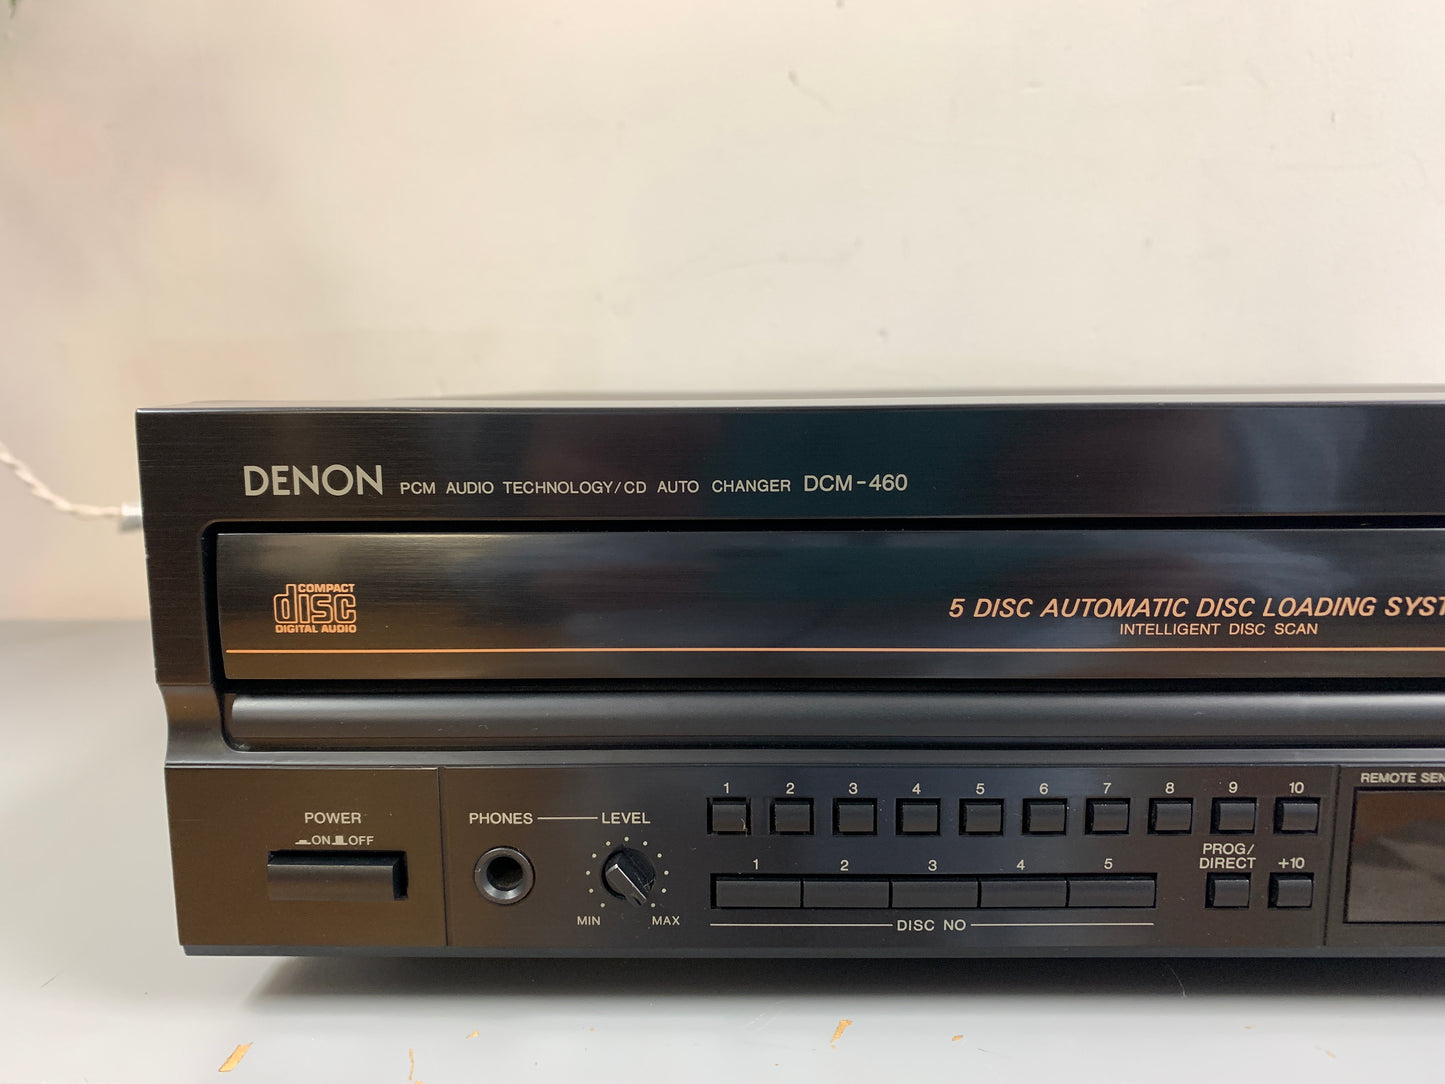 DENON PCM AUDIO TECHNOLOGY/CD AUTO CHANGER DCM-460
COMPACT
disc
DIGITAL AUDIO
5 DISC AUTOMATIC DISC LOADING SYST
INTELLIGENT DISC SCAN
REMOTE SEN
1 2 3 4 5 6 7 8 9 10
POWER
ON OFF
PHONES LEVEL
MIN MAX
PROG/
DIRECT +10
1 2 3 4 5
DISC NO